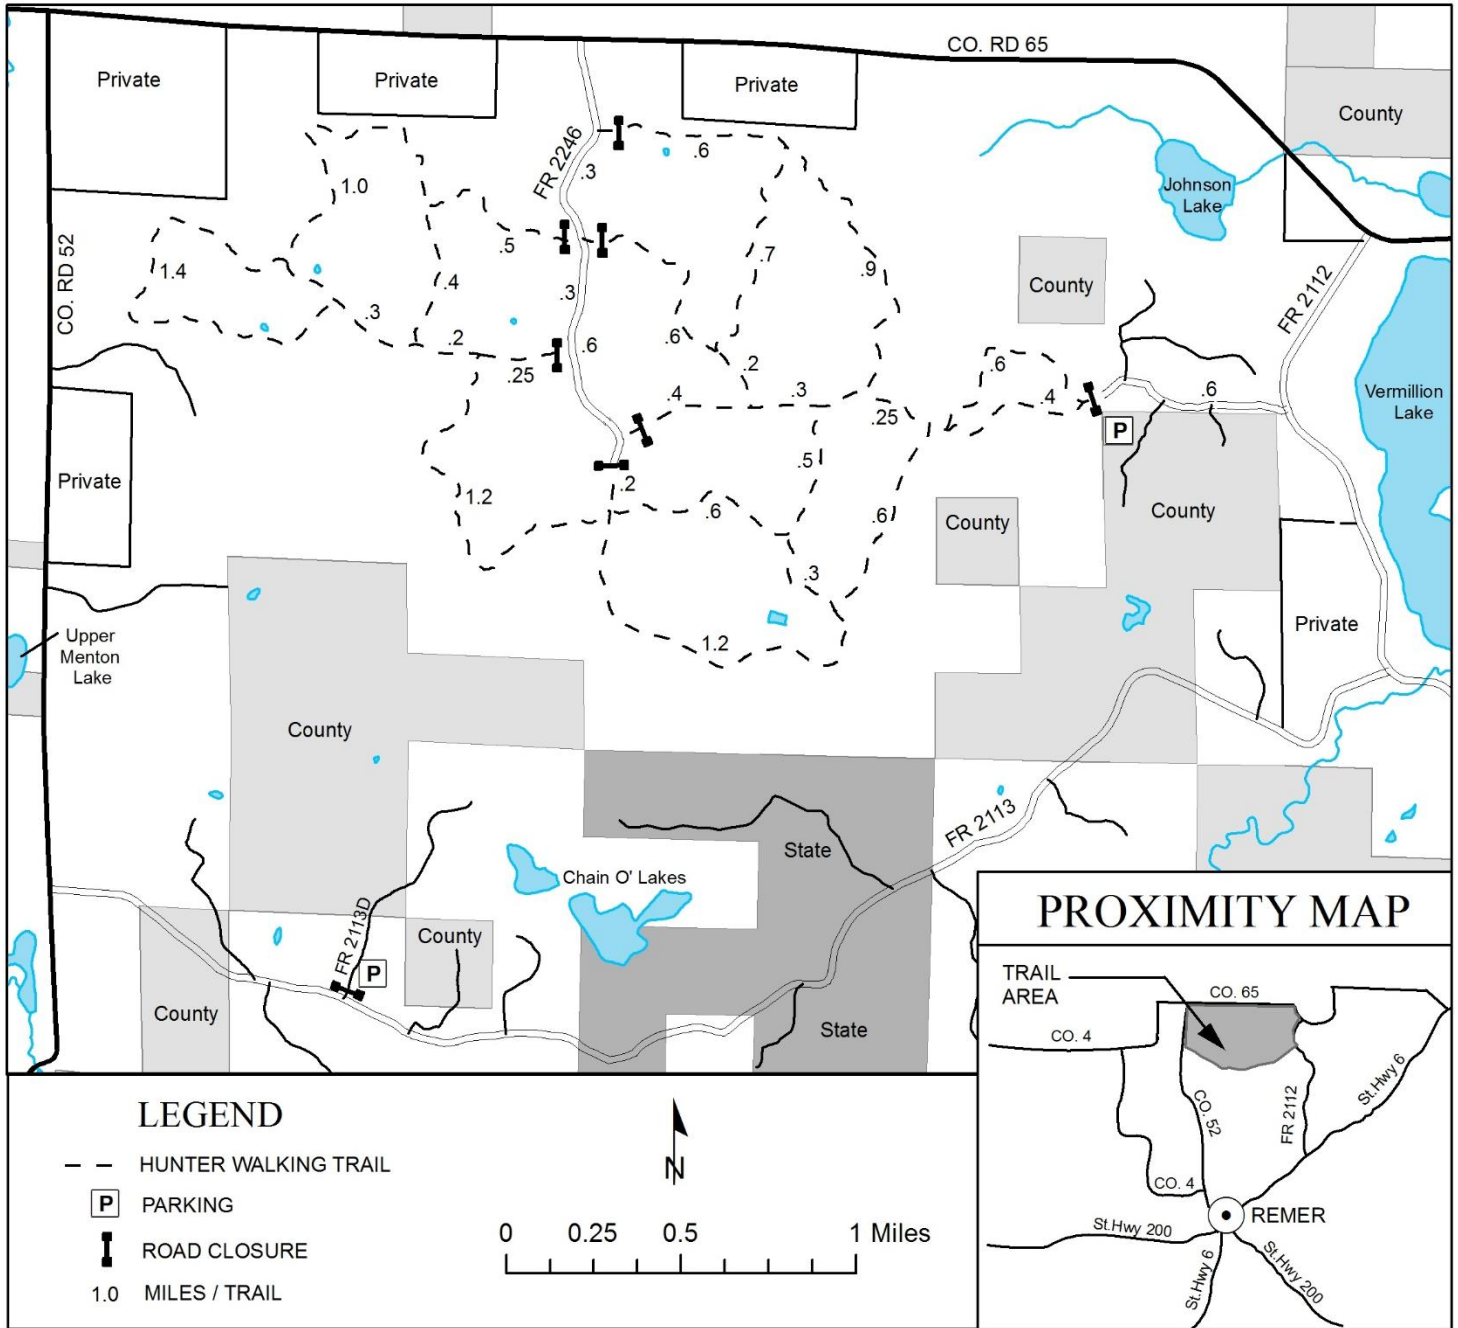 CO. RD 65
Private
Private
Private
County
FR 2246
.6
.3
1.0
Johnson
Lake
CO. RD 52
1.4
.5
.7
.9
.4
.3
County
FR 2112
.3
.2
.6
.6
.25
.2
.4
.3
.6
.4
.25
.6
P
Vermillion
Lake
Private
1.2
.2
.5
.6
.6
County
County
.3
Upper
Menton
Lake
1.2
Private
County
FR 2113
State
Chain O' Lakes
FR 2113D
P
County
County
State
PROXIMITY MAP
TRAIL
AREA
CO. 65
CO. 4
CO. 52
FR 2112
St.Hwy 6
CO. 4
REMER
St.Hwy 200
St.Hwy 6
St.Hwy 200
LEGEND
HUNTER WALKING TRAIL
P PARKING
ROAD CLOSURE
1.0 MILES / TRAIL
N
0 0.25 0.5 1 Miles